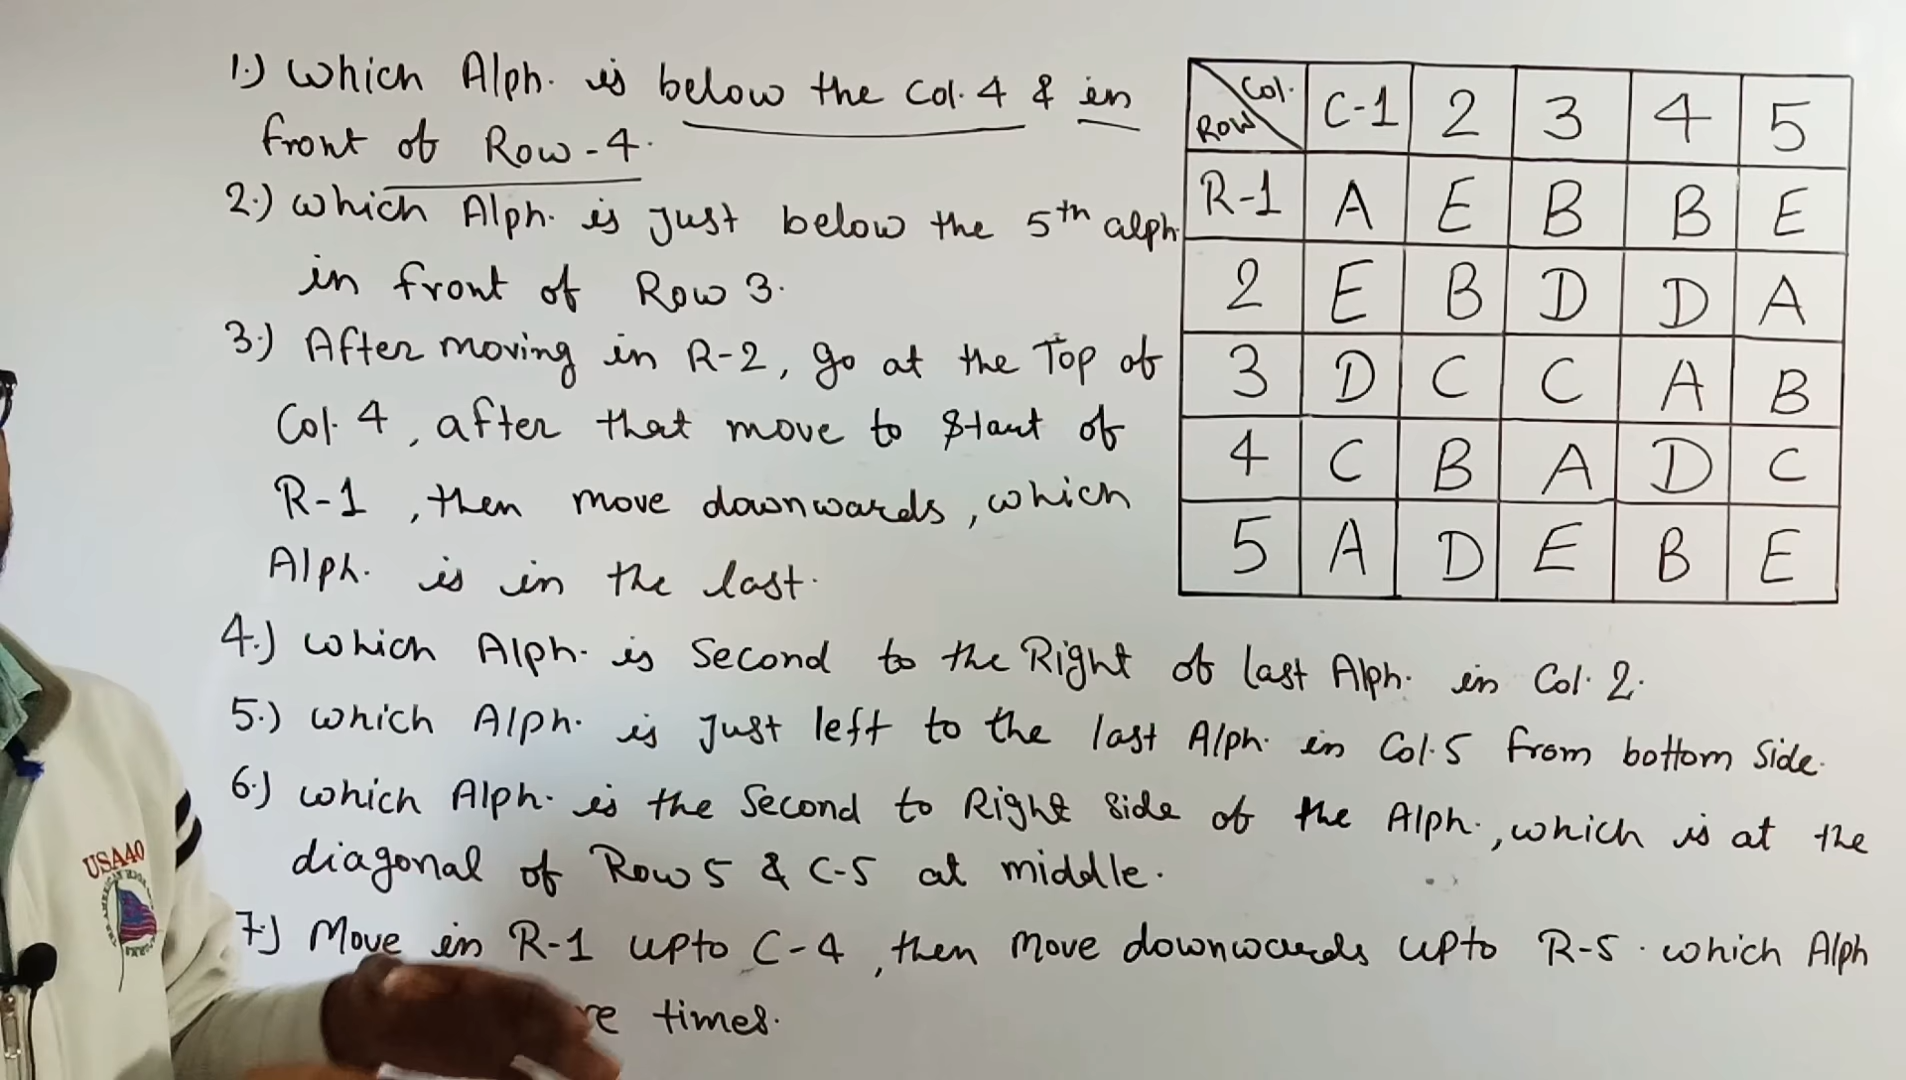 1.) Which Alph. is below the Col. 4 & in
front of Row-4.
2.) Which Alph. is Just below the 5th alph.
in front of Row 3.
3.) After moving in R-2, go at the Top of
Col. 4, after that move to Start of
R-1, then move downwards, which
Alph. is in the last.
4.) Which Alph. is Second to the Right of last Alph. in Col. 2.
5.) Which Alph. is Just left to the last Alph. in Col.5 from bottom Side.
6.) Which Alph. is the Second to Right side of the Alph., which is at the
diagonal of Row 5 & C-5 at middle.
7.) Move in R-1 upto C-4, then move downwards upto R-5. which Alph
times.
Col. Row C-1 2 3 4 5
R-1 A E B B E
2 E B D D A
3 D C C A B
4 C B A D C
5 A D E B E
USA40